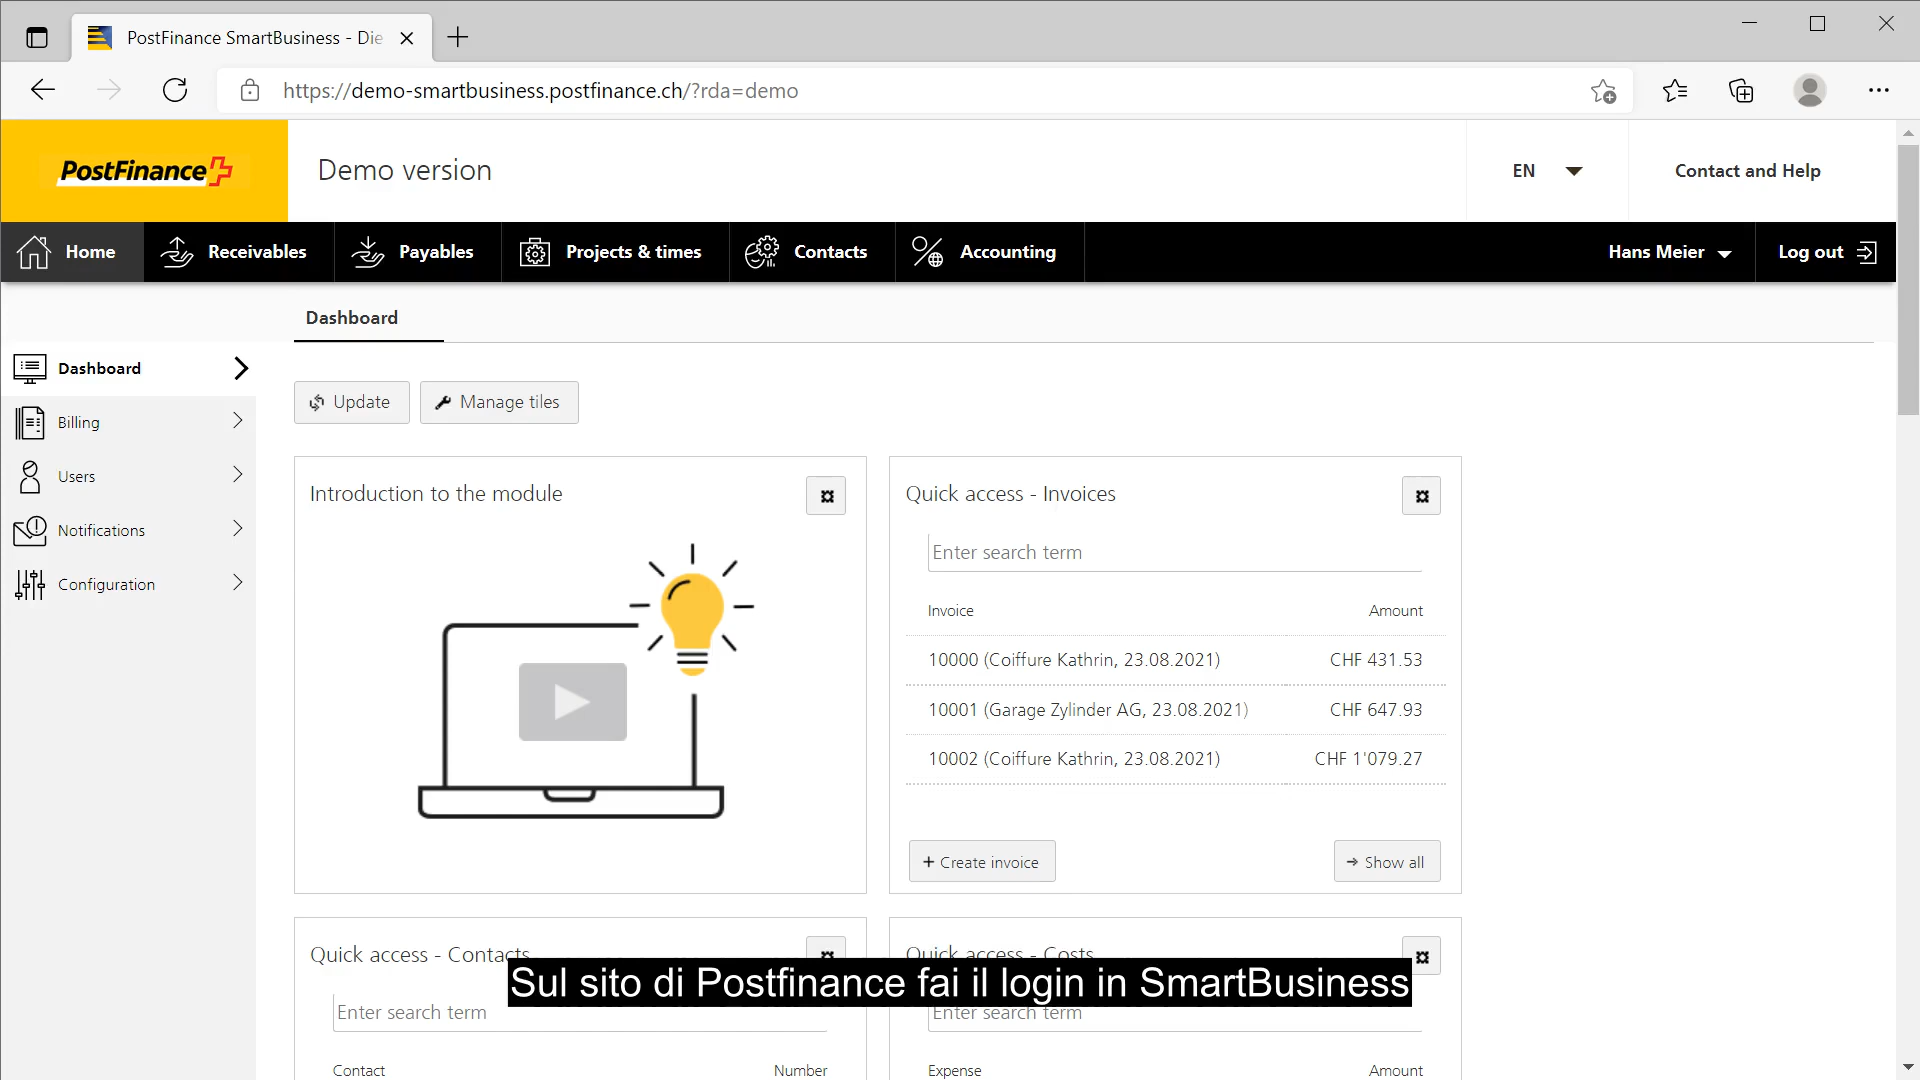 PostFinance SmartBusiness - Die
https://demo-smartbusiness.postfinance.ch/?rda=demo
PostFinance
Demo version
EN
Contact and Help
Home
Receivables
Payables
Projects & times
Contacts
Accounting
Hans Meier
Log out
Dashboard
Dashboard
Billing
Users
Notifications
Configuration
Update
Manage tiles
Introduction to the module
Quick access - Invoices
Enter search term
Invoice Amount
10000 (Coiffure Kathrin, 23.08.2021) CHF 431.53
10001 (Garage Zylinder AG, 23.08.2021) CHF 647.93
10002 (Coiffure Kathrin, 23.08.2021) CHF 1'079.27
+ Create invoice
→ Show all
Quick access - Contacts
Enter search term
Contact Number
Quick access - Costs
Enter search term
Expense Amount
Sul sito di Postfinance fai il login in SmartBusiness